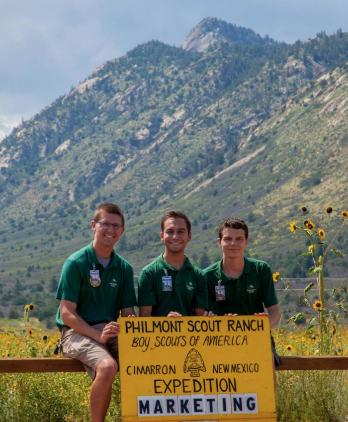 PHILMONT SCOUT RANCH
BOY SCOUTS OF AMERICA
CIMARRON NEW MEXICO
EXPEDITION
MARKETING